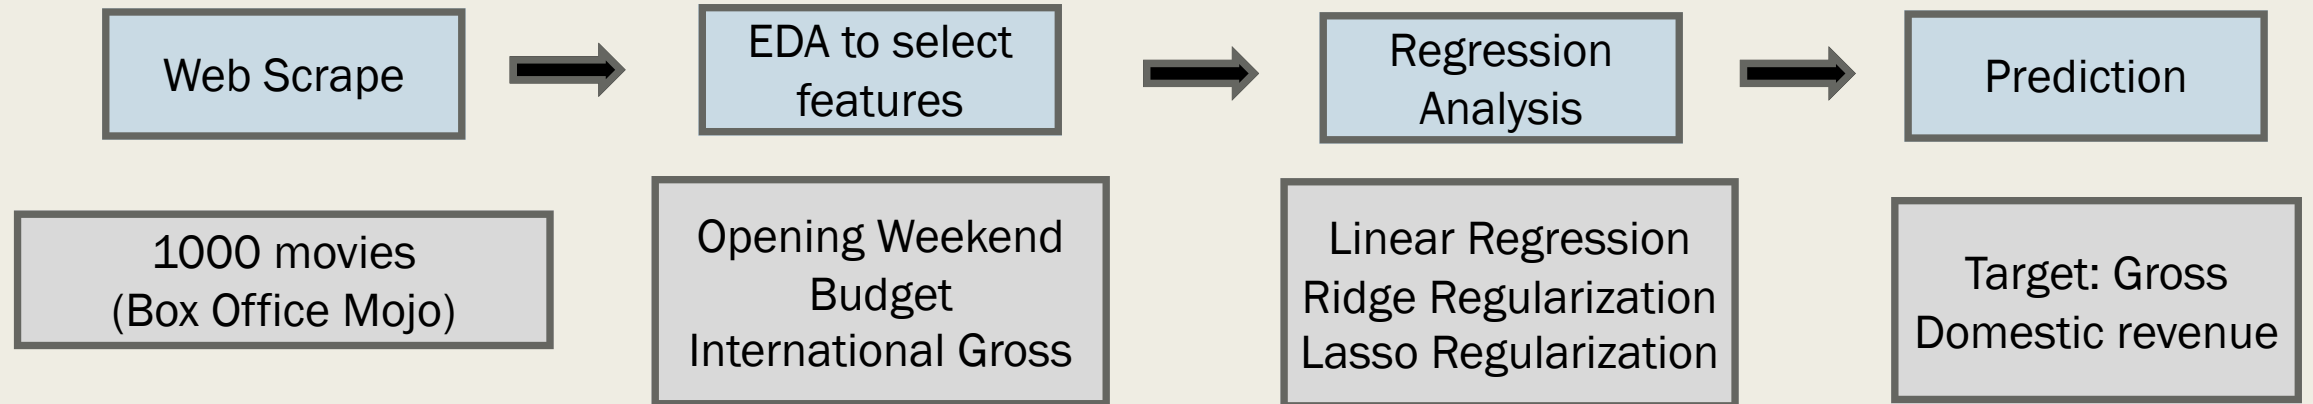 Web Scrape
EDA to select
features
Regression
Analysis
Prediction
1000 movies
(Box Office Mojo)
Opening Weekend
Budget
International Gross
Linear Regression
Ridge Regularization
Lasso Regularization
Target: Gross
Domestic revenue